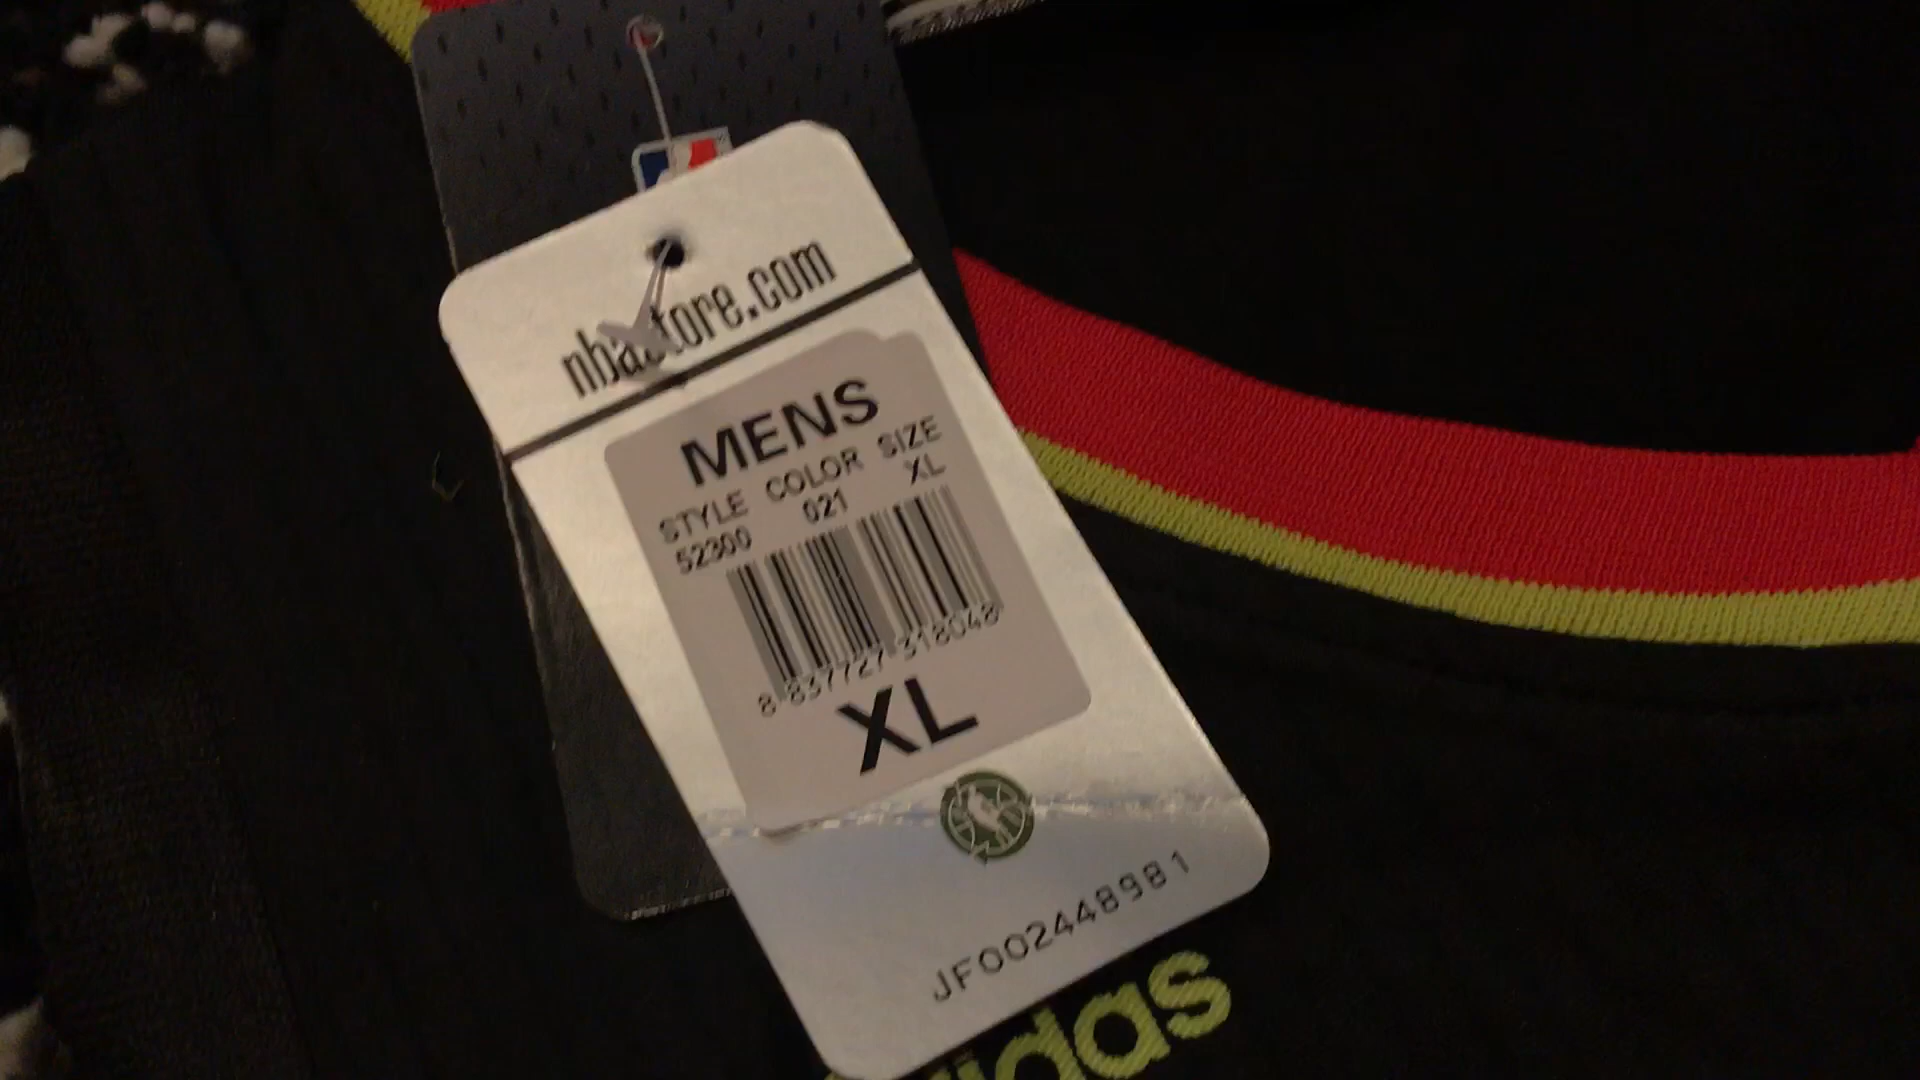 nbastore.com
MENS
STYLE COLOR SIZE
52300 021 XL
8 837727 318048
XL
JF002448981
adidas